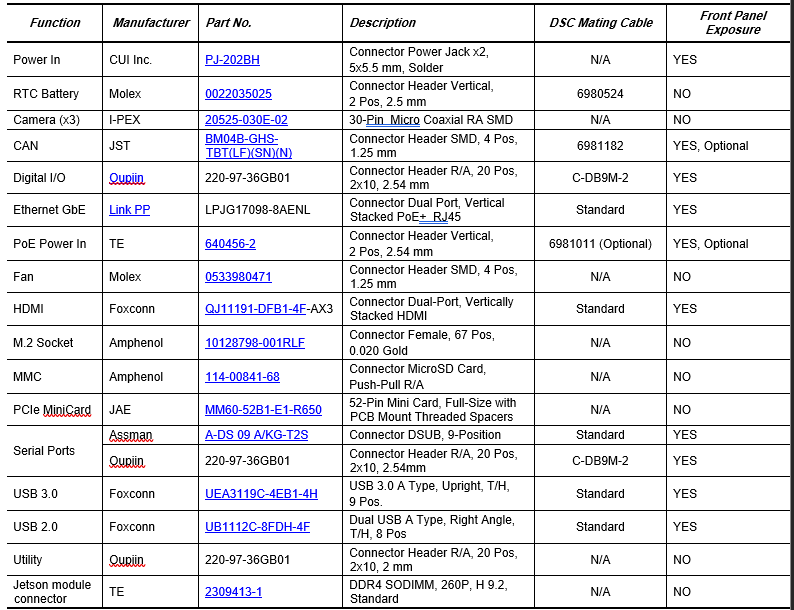 Function Manufacturer Part No. Description DSC Mating Cable Front Panel
Exposure
Power In CUI Inc. PJ-202BH Connector Power Jack x2,
5x5.5 mm, Solder N/A YES
RTC Battery Molex 0022035025 Connector Header Vertical,
2 Pos, 2.5 mm 6980524 NO
Camera (x3) I-PEX 20525-030E-02 30-Pin Micro Coaxial RA SMD N/A NO
CAN JST BM04B-GHS-
TBT(LF)(SN)(N) Connector Header SMD, 4 Pos,
1.25 mm 6981182 YES, Optional
Digital I/O Oupiin 220-97-36GB01 Connector Header R/A, 20 Pos,
2x10, 2.54 mm C-DB9M-2 YES
Ethernet GbE Link PP LPJG17098-8AENL Connector Dual Port, Vertical
Stacked PoE+ RJ45 Standard YES
PoE Power In TE 640456-2 Connector Header Vertical,
2 Pos, 2.54 mm 6981011 (Optional) YES, Optional
Fan Molex 0533980471 Connector Header SMD, 4 Pos,
1.25 mm N/A NO
HDMI Foxconn QJ11191-DFB1-4F-AX3 Connector Dual-Port, Vertically
Stacked HDMI Standard YES
M.2 Socket Amphenol 10128798-001RLF Connector Female, 67 Pos,
0.020 Gold N/A NO
MMC Amphenol 114-00841-68 Connector MicroSD Card,
Push-Pull R/A N/A NO
PCIe MiniCard JAE MM60-52B1-E1-R650 52-Pin Mini Card, Full-Size with
PCB Mount Threaded Spacers N/A NO
Serial Ports Assman A-DS 09 A/KG-T2S Connector DSUB, 9-Position Standard YES
Oupiin 220-97-36GB01 Connector Header R/A, 20 Pos,
2x10, 2.54mm C-DB9M-2 YES
USB 3.0 Foxconn UEA3119C-4EB1-4H USB 3.0 A Type, Upright, T/H,
9 Pos. Standard YES
USB 2.0 Foxconn UB1112C-8FDH-4F Dual USB A Type, Right Angle,
T/H, 8 Pos Standard YES
Utility Oupiin 220-97-36GB01 Connector Header R/A, 20 Pos,
2x10, 2 mm N/A NO
Jetson module
connector TE 2309413-1 DDR4 SODIMM, 260P, H 9.2,
Standard N/A NO